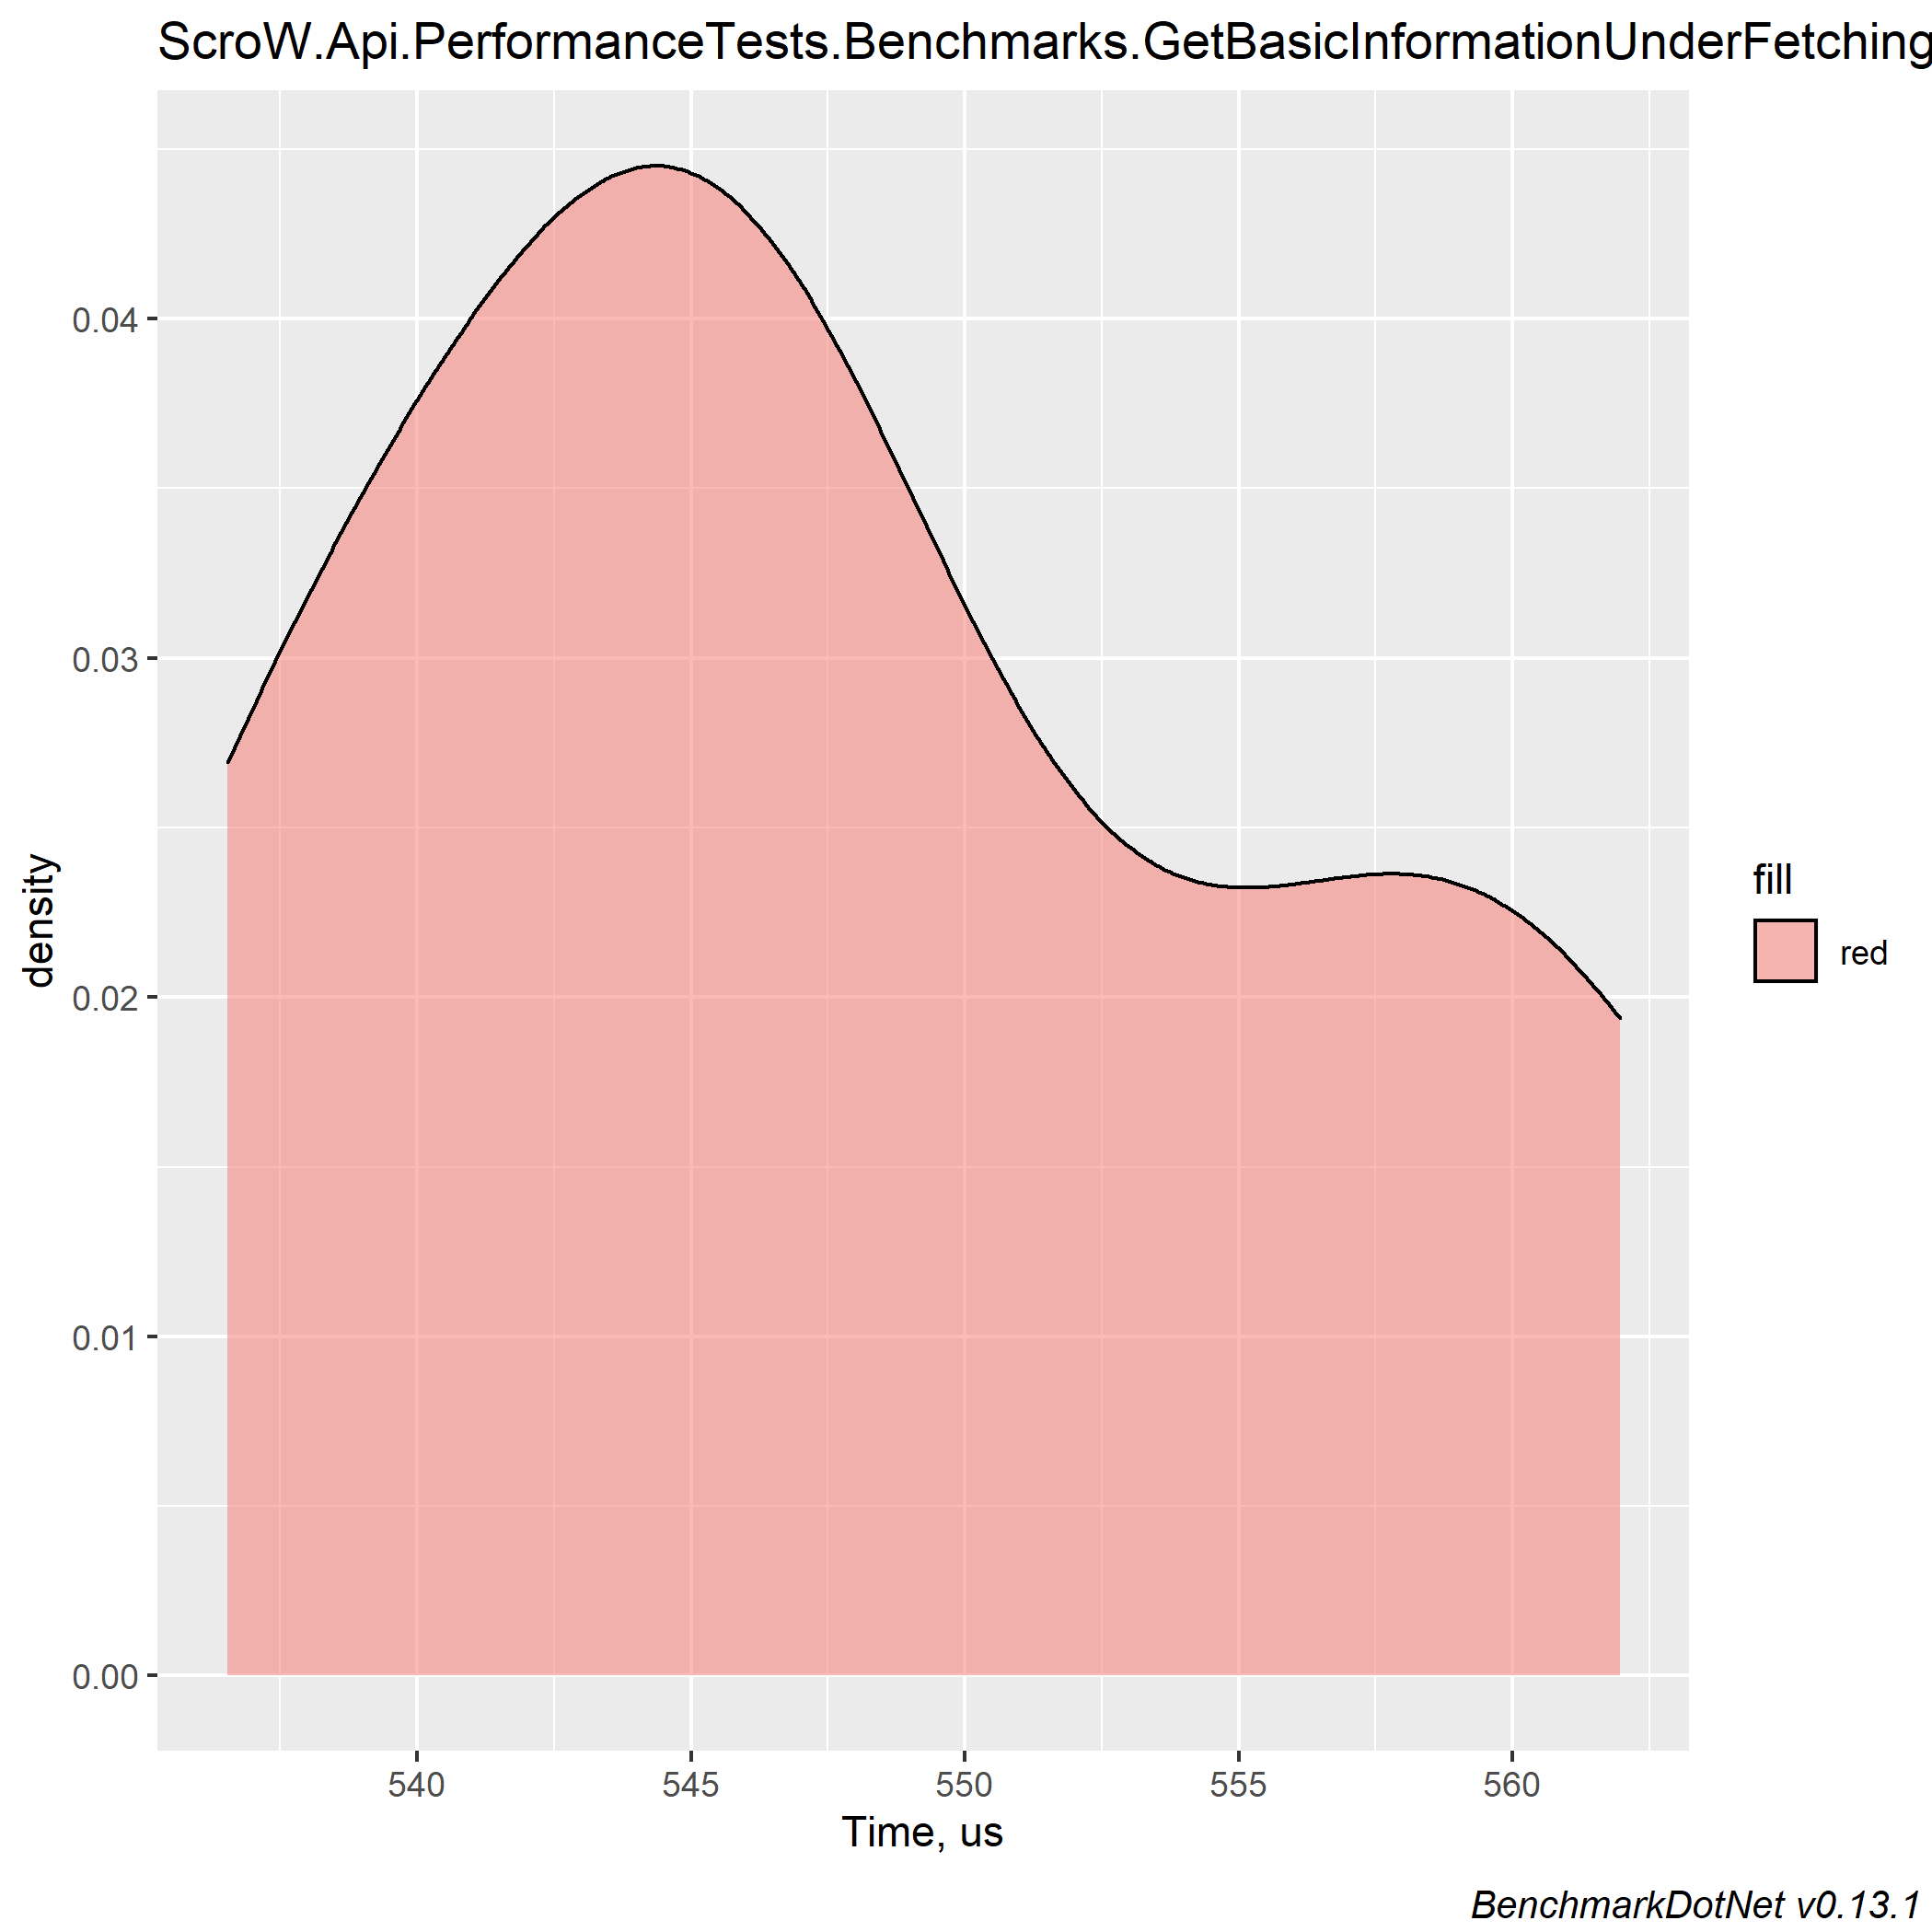 ScroW.Api.PerformanceTests.Benchmarks.GetBasicInformationUnderFetching
0.04
0.03
0.02
0.01
0.00
density
540 545 550 555 560
Time, us
fill
red
BenchmarkDotNet v0.13.1